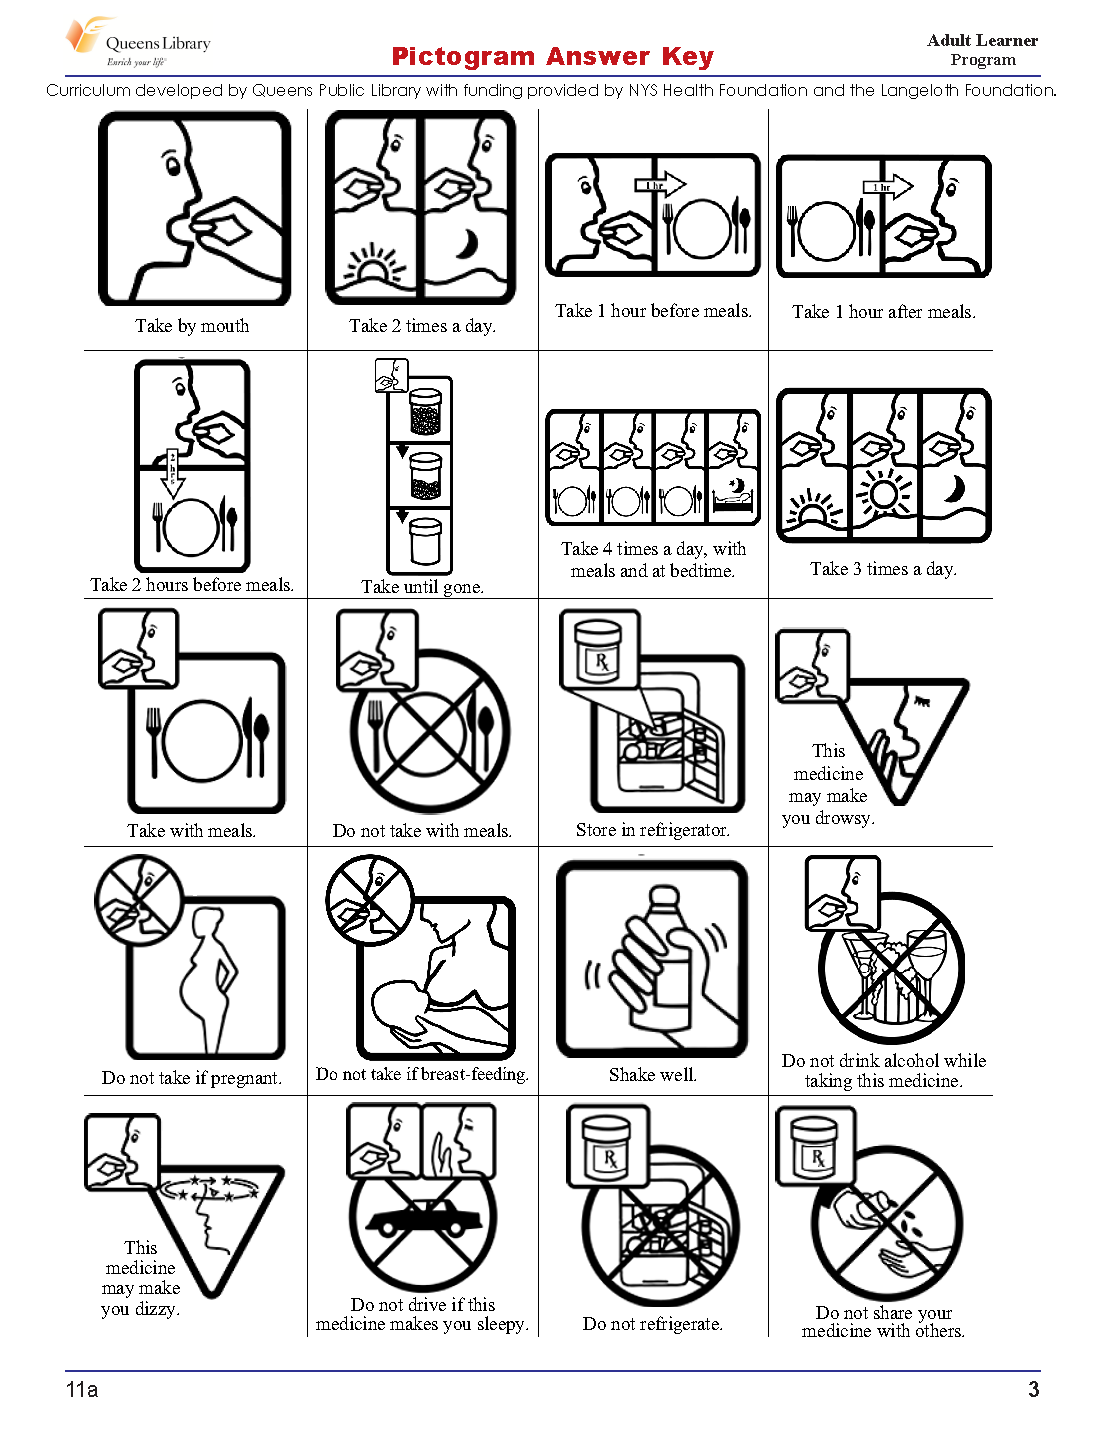 Queens Library
Enrich your life®
Pictogram Answer Key
Adult Learner
Program
Curriculum developed by Queens Public Library with funding provided by NYS Health Foundation and the Langeloth Foundation.
Take by mouth
Take 2 times a day.
1 hr
Take 1 hour before meals.
1 hr
Take 1 hour after meals.
2
h
r
s
Take 2 hours before meals.
Take until gone.
Take 4 times a day, with
meals and at bedtime.
Take 3 times a day.
Take with meals.
Do not take with meals.
Rx
Store in refrigerator.
This
medicine
may make
you drowsy.
Do not take if pregnant.
Do not take if breast-feeding.
Shake well.
Do not drink alcohol while
taking this medicine.
This
medicine
may make
you dizzy.
Do not drive if this
medicine makes you sleepy.
Rx
Do not refrigerate.
Rx
Do not share your
medicine with others.
11a
3